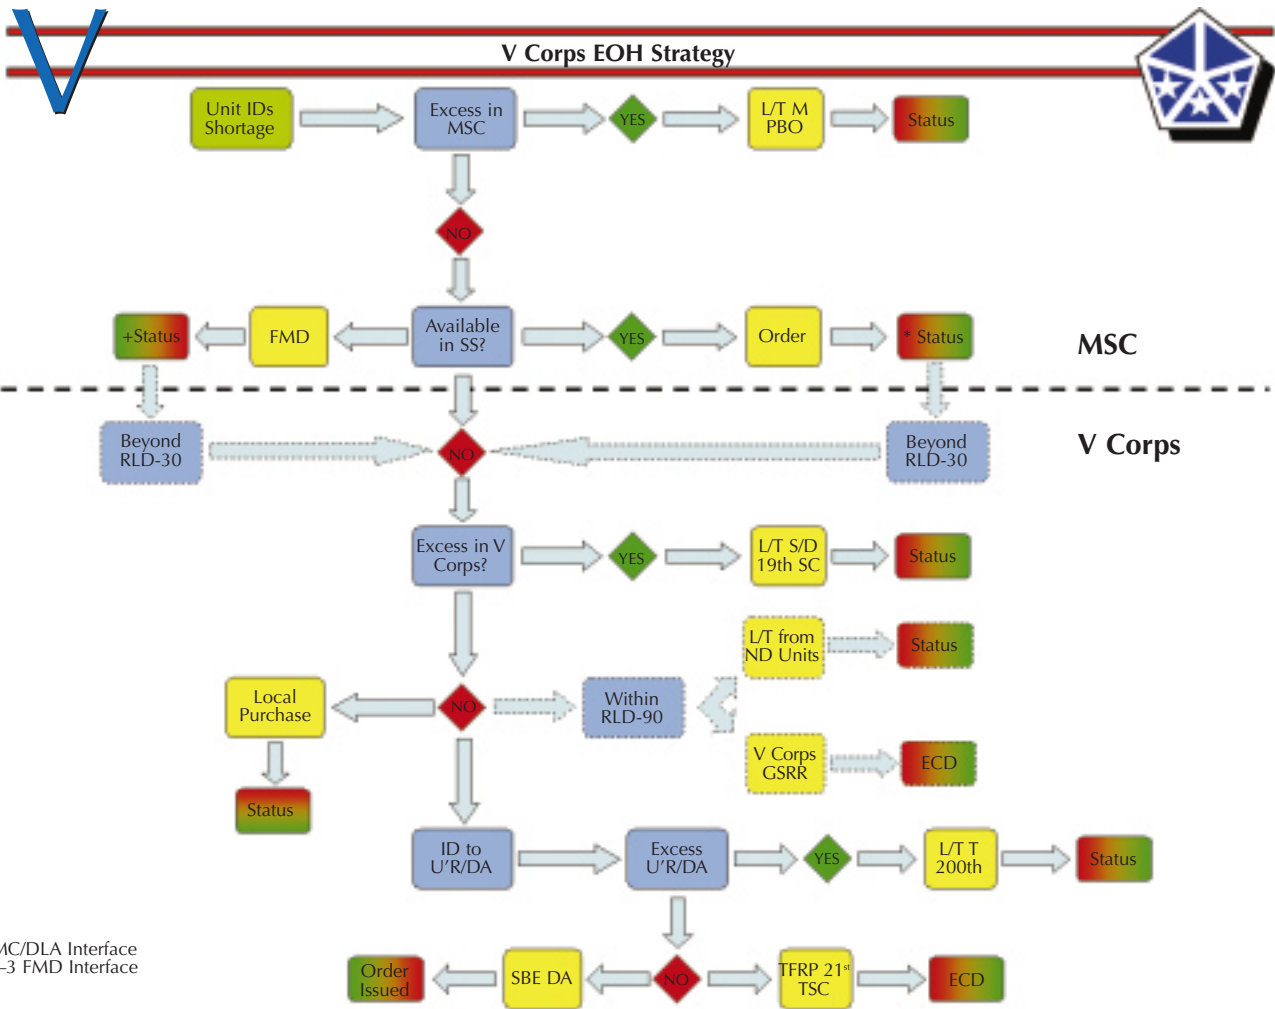 V Corps EOH Strategy
Unit IDs
Shortage
Excess in
MSC
YES
L/T M
PBO
Status
NO
+Status
FMD
Available
in SS?
YES
Order
* Status
MSC
Beyond
RLD-30
NO
Beyond
RLD-30
V Corps
Excess in V
Corps?
YES
L/T S/D
19th SC
Status
L/T from
ND Units
Status
Local
Purchase
NO
Within
RLD-90
V Corps
GSRR
ECD
Status
ID to
U'R/DA
Excess
U'R/DA
YES
L/T T
200th
Status
MC/DLA Interface
–3 FMD Interface
Order
Issued
SBE DA
NO
TFRP 21st
TSC
ECD